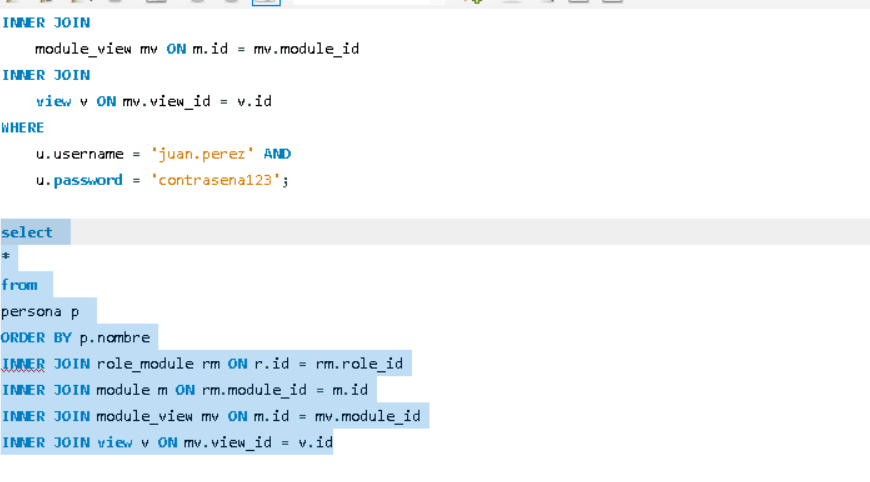 INNER JOIN
module_view mv ON m.id = mv.module_id
INNER JOIN
view v ON mv.view_id = v.id
WHERE
u.username = 'juan.perez' AND
u.password = 'contrasena123';
select
*
from
persona p
ORDER BY p.nombre
INNER JOIN role_module rm ON r.id = rm.role_id
INNER JOIN module m ON rm.module_id = m.id
INNER JOIN module_view mv ON m.id = mv.module_id
INNER JOIN view v ON mv.view_id = v.id